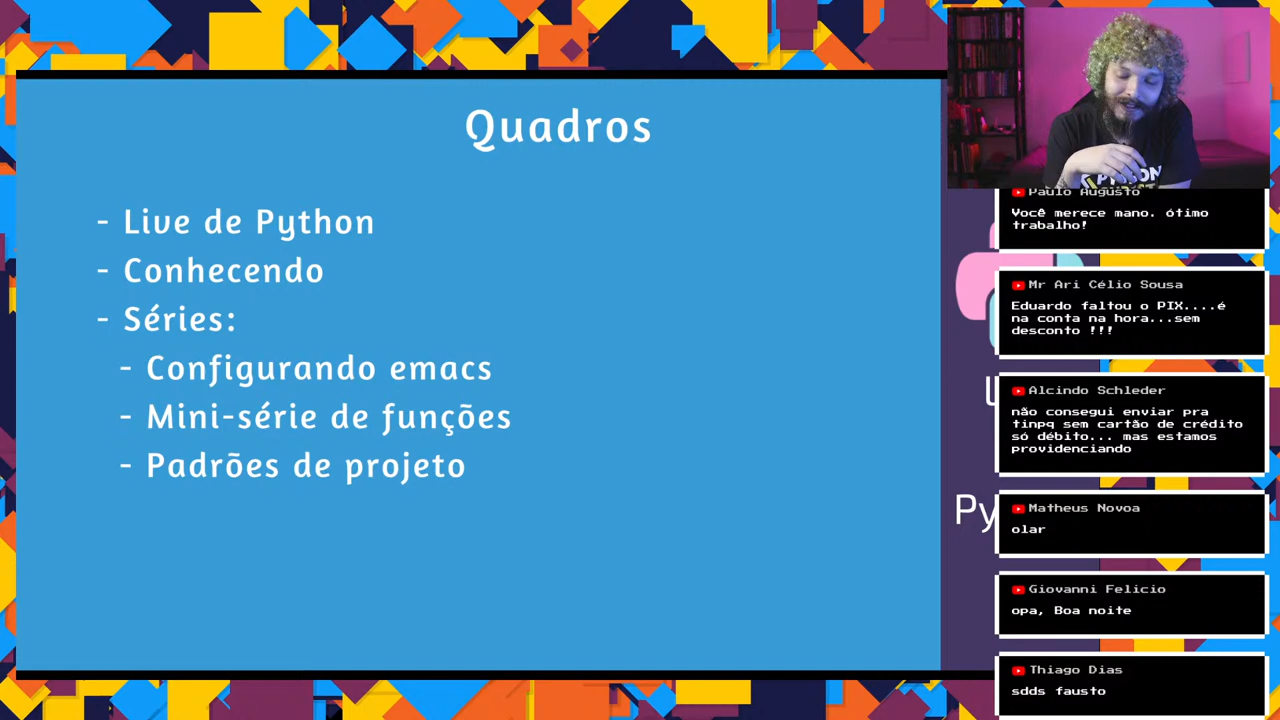 Quadros
- Live de Python
- Conhecendo
- Séries:
- Configurando emacs
- Mini-série de funções
- Padrões de projeto
PYTHON
Py
Paulo Augusto
Você merece mano. ótimo
trabalho!
Mr Ari Célio Sousa
Eduardo faltou o PIX....é
na conta na hora...sem
desconto !!!
Alcindo Schleder
não consegui enviar pra
tinpq sem cartão de crédito
só débito... mas estamos
providenciando
Matheus Novoa
olar
Giovanni Felicio
opa, Boa noite
Thiago Dias
sdds fausto